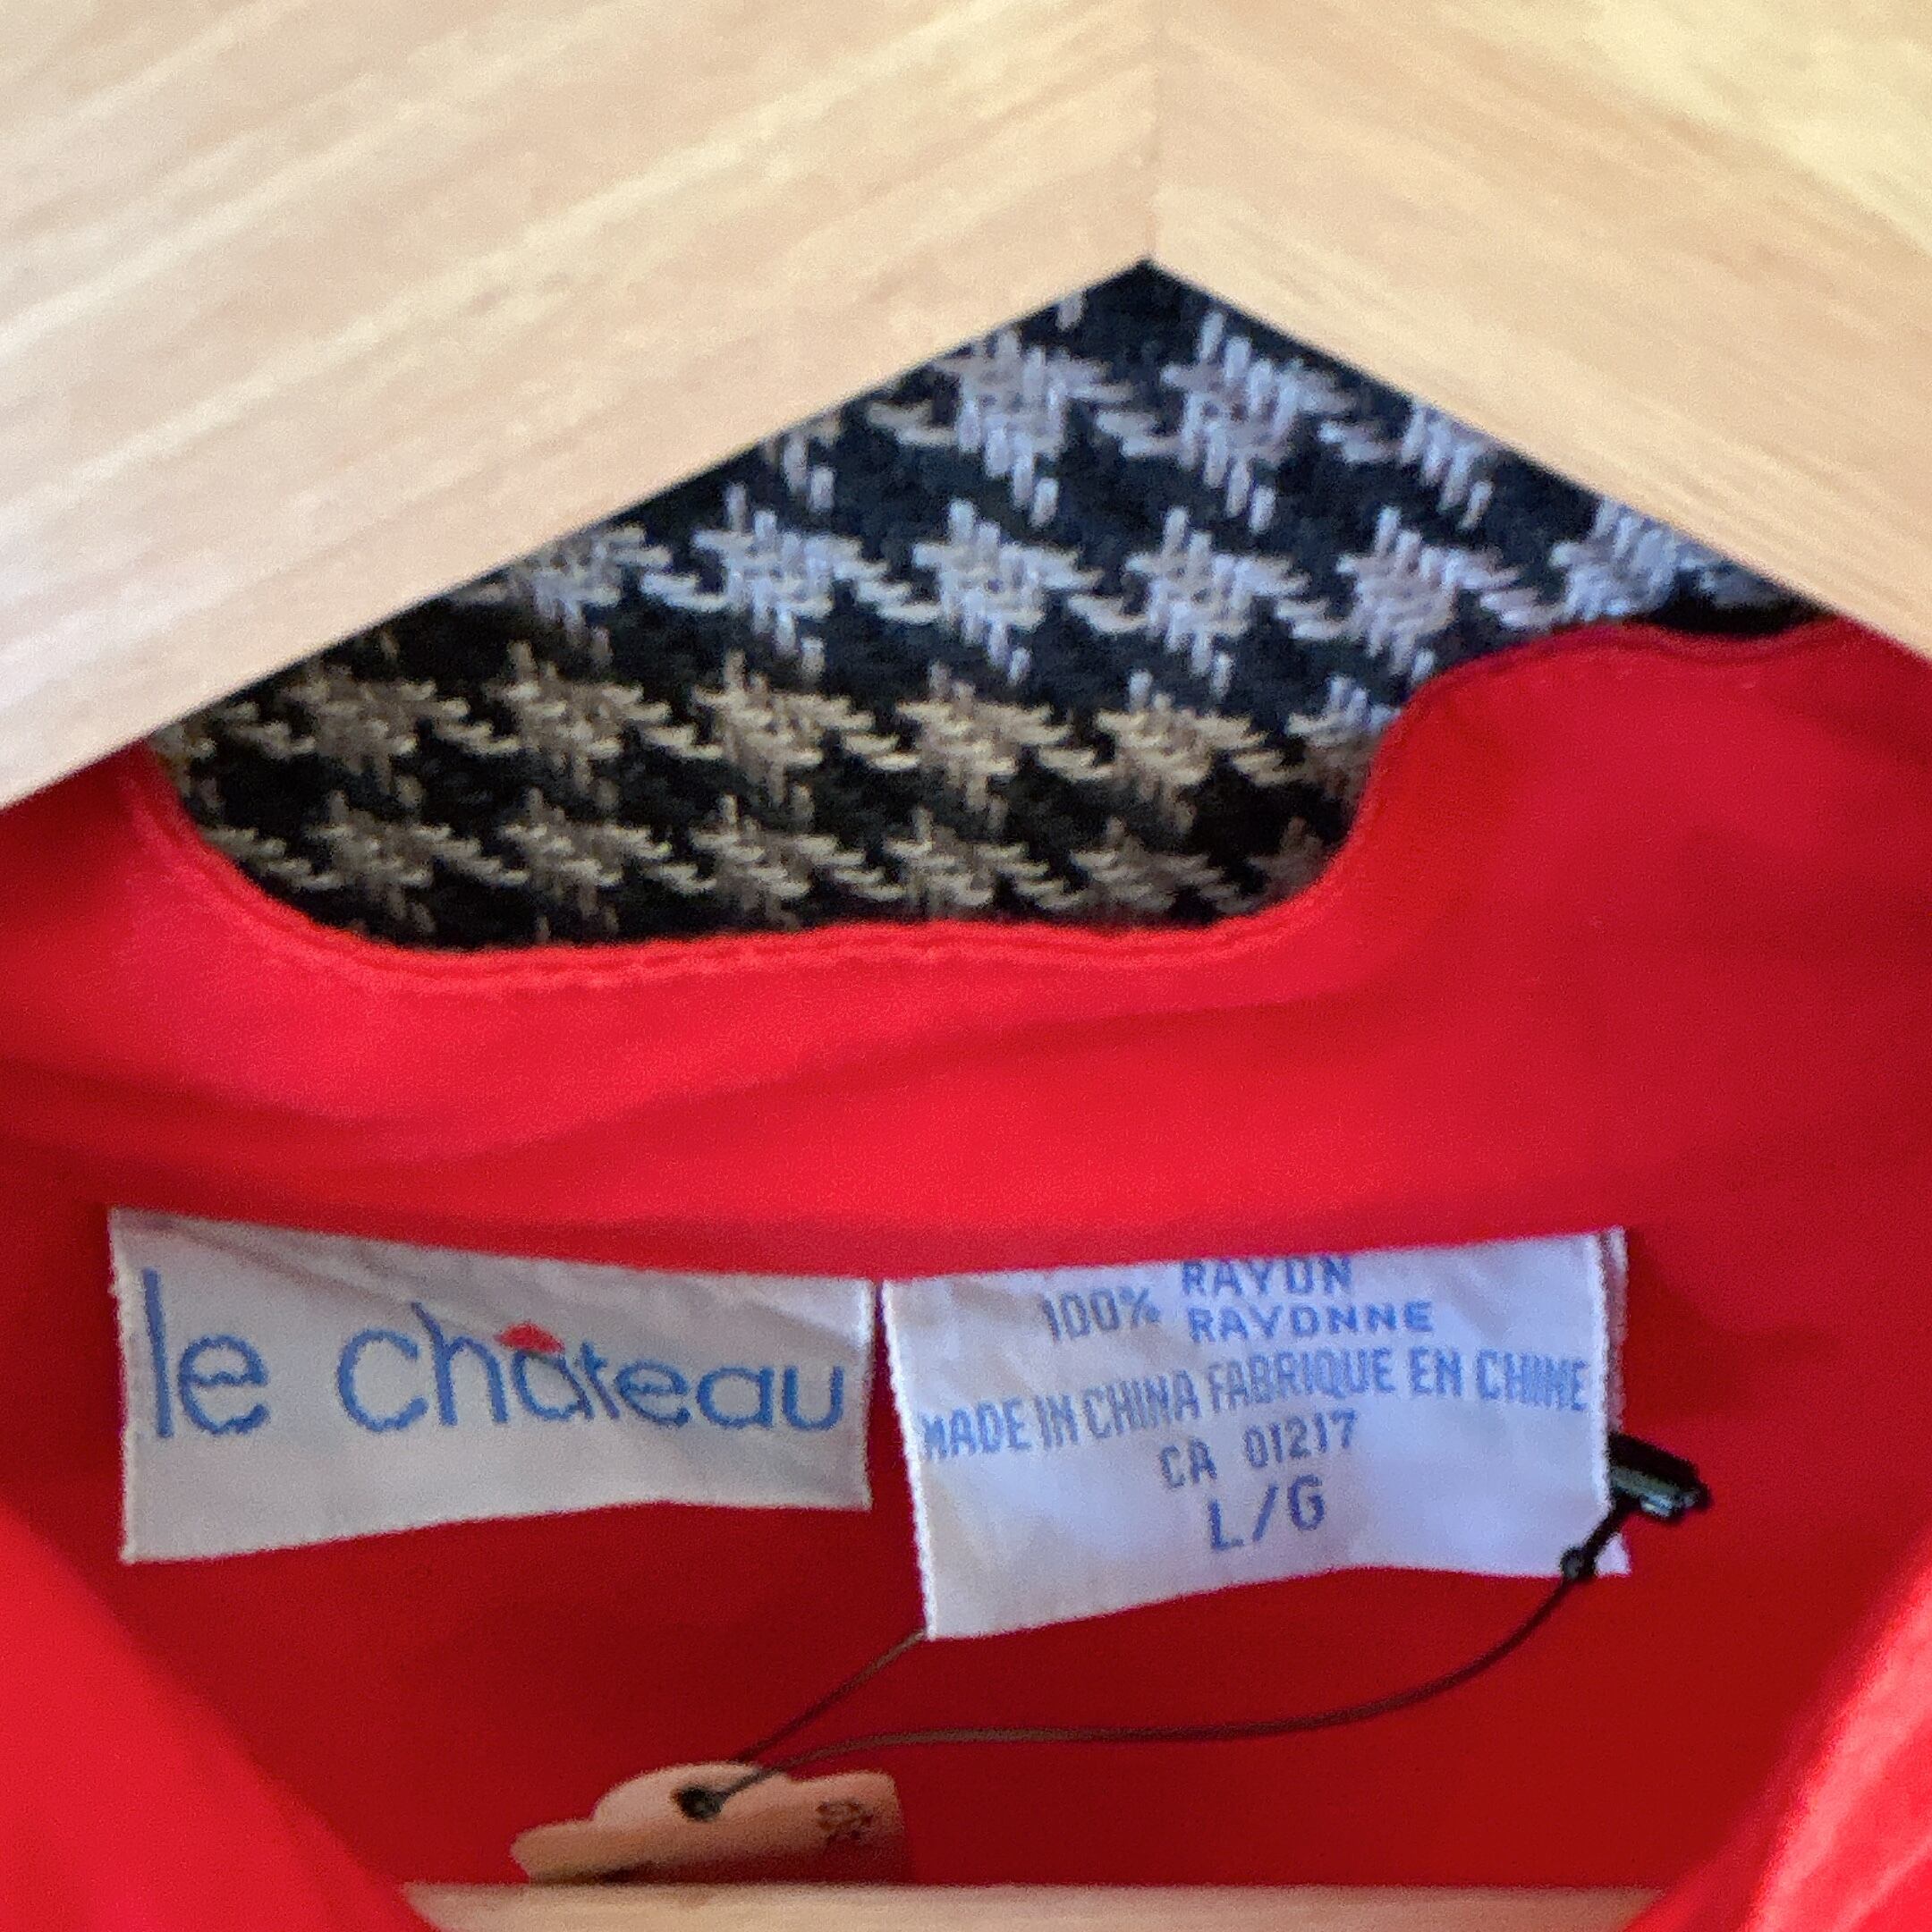 le château
RAYON
100% RAYONNE
MADE IN CHINA FABRIQUE EN CHINE
CA 01217
L/G